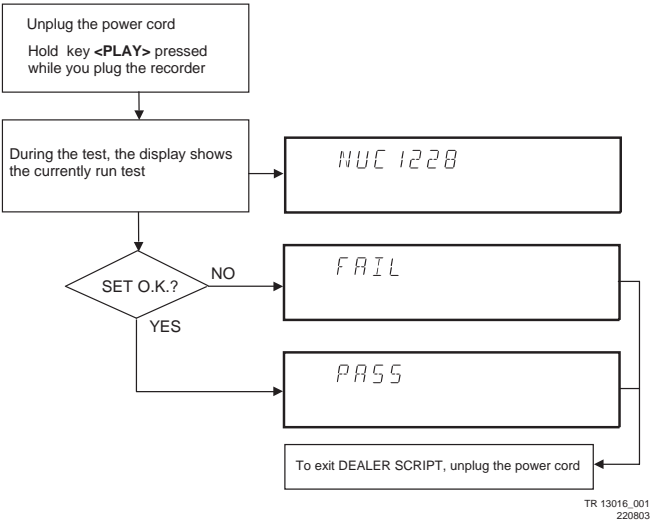 Unplug the power cord
Hold key <PLAY> pressed
while you plug the recorder
During the test, the display shows
the currently run test
NUC 1228
SET O.K.?
NO
FAIL
YES
PASS
To exit DEALER SCRIPT, unplug the power cord
TR 13016_001
220803